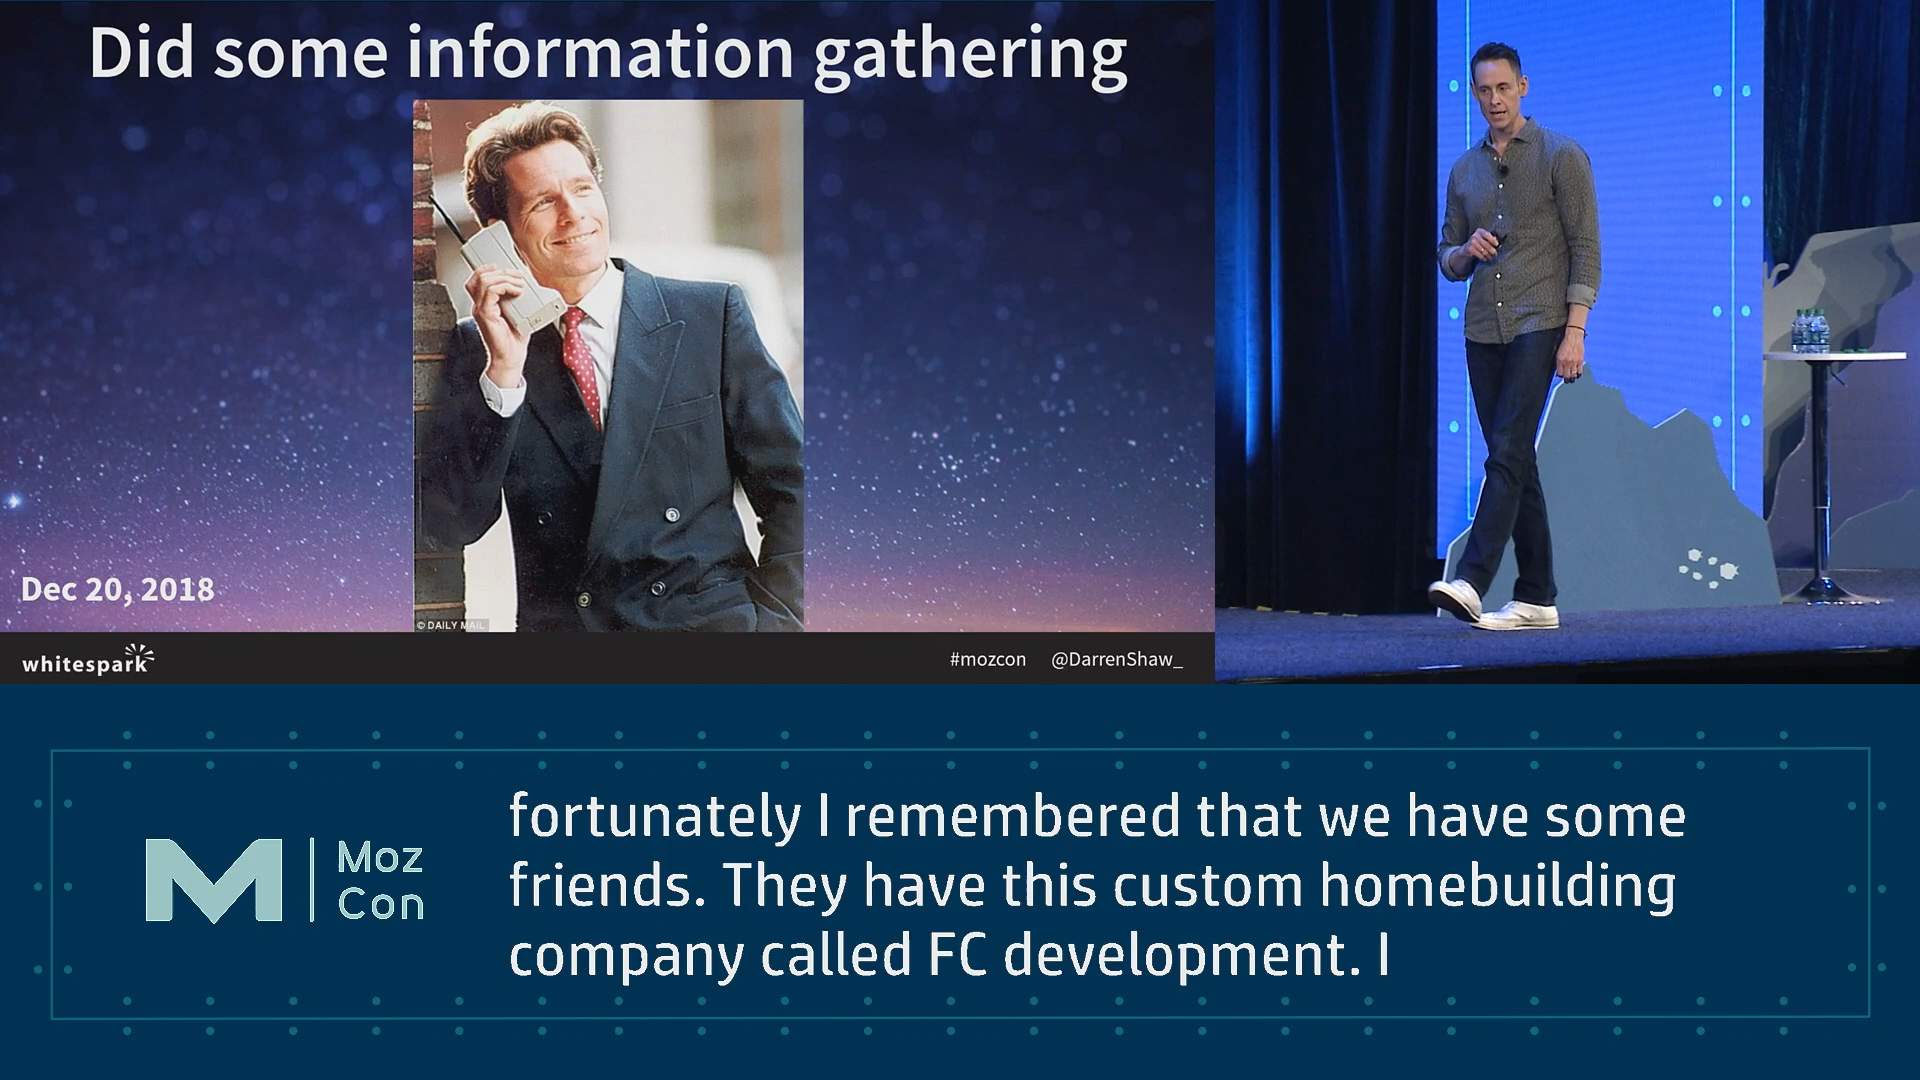 Did some information gathering
Dec 20, 2018
© DAILY MAIL
whitespark
#mozcon @DarrenShaw_
Moz
Con
fortunately I remembered that we have some
friends. They have this custom homebuilding
company called FC development. I